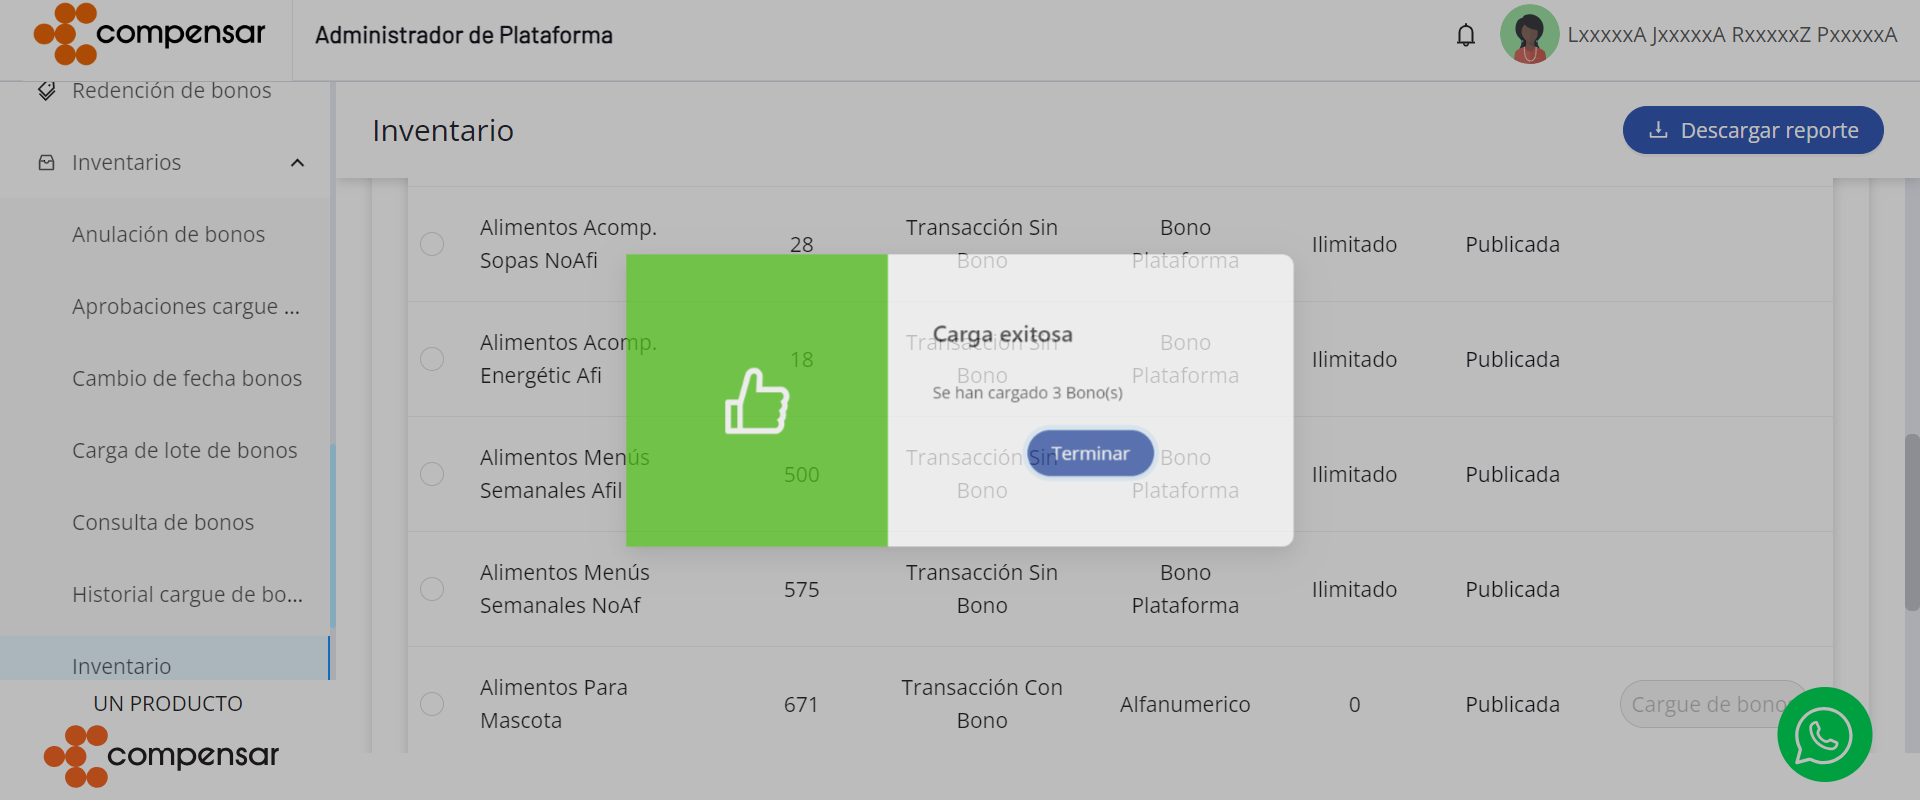 compensar
Administrador de Plataforma
LxxxxxA JxxxxxA RxxxxxZ PxxxxxA
Redención de bonos
Inventarios
Anulación de bonos
Aprobaciones cargue ...
Cambio de fecha bonos
Carga de lote de bonos
Consulta de bonos
Historial cargue de bo...
Inventario
UN PRODUCTO
compensar
Inventario
Descargar reporte
Alimentos Acomp.
Sopas NoAfi
28
Transacción Sin
Bono
Bono
Plataforma
Ilimitado
Publicada
Alimentos Acomp.
Energétic Afi
18
Transacción Sin
Bono
Bono
Plataforma
Ilimitado
Publicada
Alimentos Menús
Semanales Afil
500
Transacción Sin
Bono
Bono
Plataforma
Ilimitado
Publicada
Alimentos Menús
Semanales NoAf
575
Transacción Sin
Bono
Bono
Plataforma
Ilimitado
Publicada
Alimentos Para
Mascota
671
Transacción Con
Bono
Alfanumerico
0
Publicada
Cargue de bono
Carga exitosa
Se han cargado 3 Bono(s)
Terminar